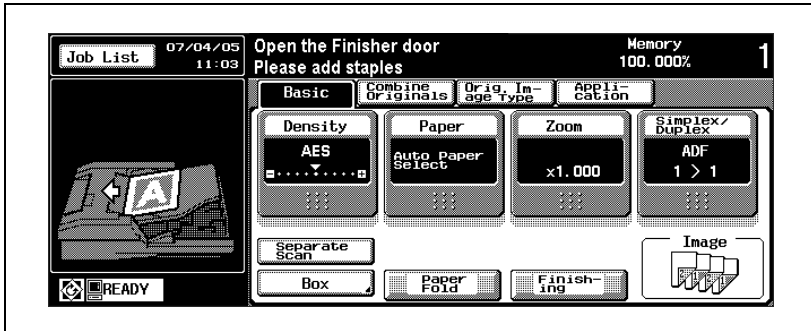 Job List
07/04/05
11:03
Open the Finisher door
Please add staples
Memory
100.000%
1
Basic
Combine
Originals
Orig. Im-
age Type
Appli-
cation
Density
AES
Paper
Auto Paper
Select
Zoom
×1.000
Simplex/
Duplex
ADF
1 > 1
A
Separate
Scan
Box
Paper
Fold
Finish-
ing
Image
READY